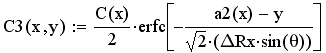 C3(x,y) := C(x)/2 · erfc[-(a2(x) − y)/(√2·(ΔRx·sin(θ)))]